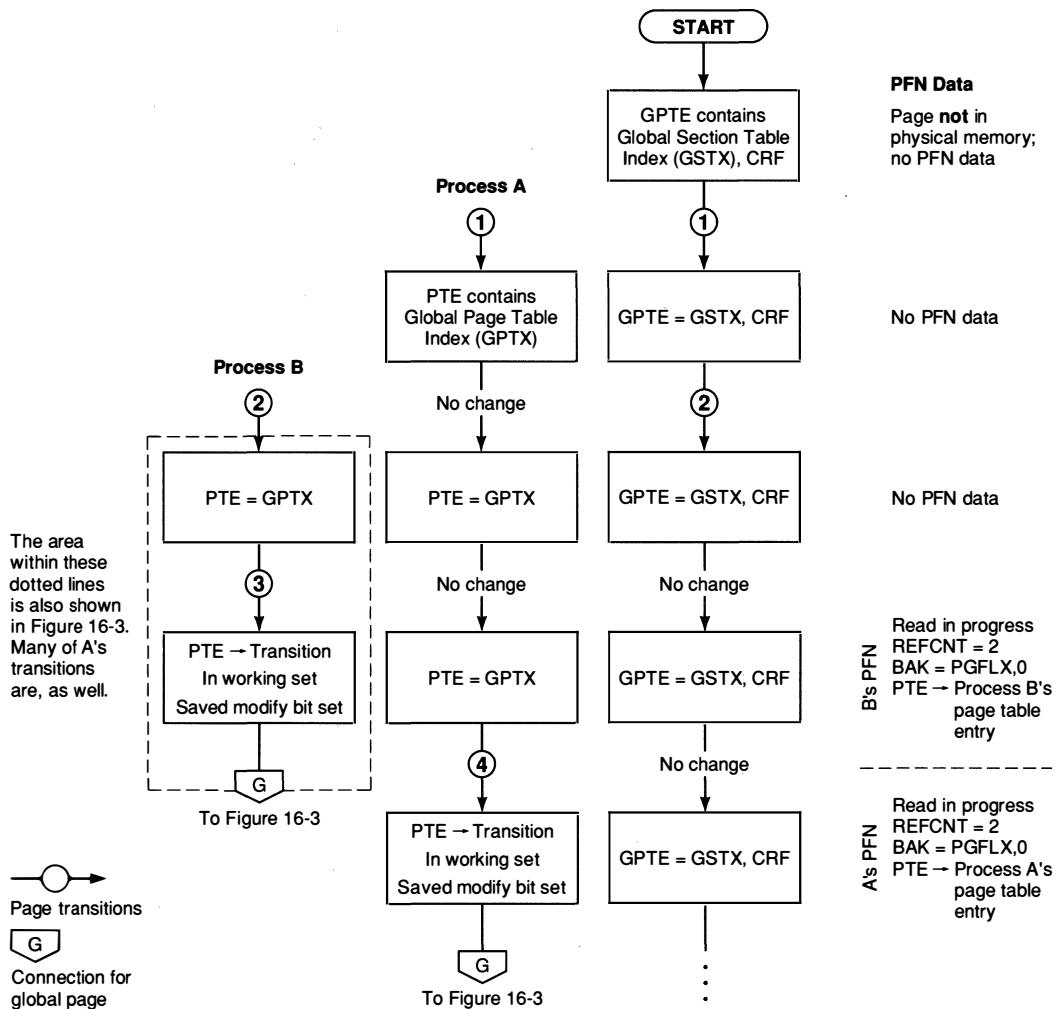 START
PFN Data
Page not in
physical memory;
no PFN data
GPTE contains
Global Section Table
Index (GSTX), CRF
Process A
1
1
PTE contains
Global Page Table
Index (GPTX)
GPTE = GSTX, CRF
No PFN data
Process B
2
No change
2
PTE = GPTX
PTE = GPTX
GPTE = GSTX, CRF
No PFN data
The area
within these
dotted lines
is also shown
in Figure 16-3.
Many of A's
transitions
are, as well.
3
No change
No change
PTE → Transition
In working set
Saved modify bit set
PTE = GPTX
GPTE = GSTX, CRF
B's PFN
Read in progress
REFCNT = 2
BAK = PGFLX,0
PTE → Process B's
page table
entry
G
To Figure 16-3
4
No change
PTE → Transition
In working set
Saved modify bit set
GPTE = GSTX, CRF
A's PFN
Read in progress
REFCNT = 2
BAK = PGFLX,0
PTE → Process A's
page table
entry
Page transitions
G
Connection for
global page
G
To Figure 16-3